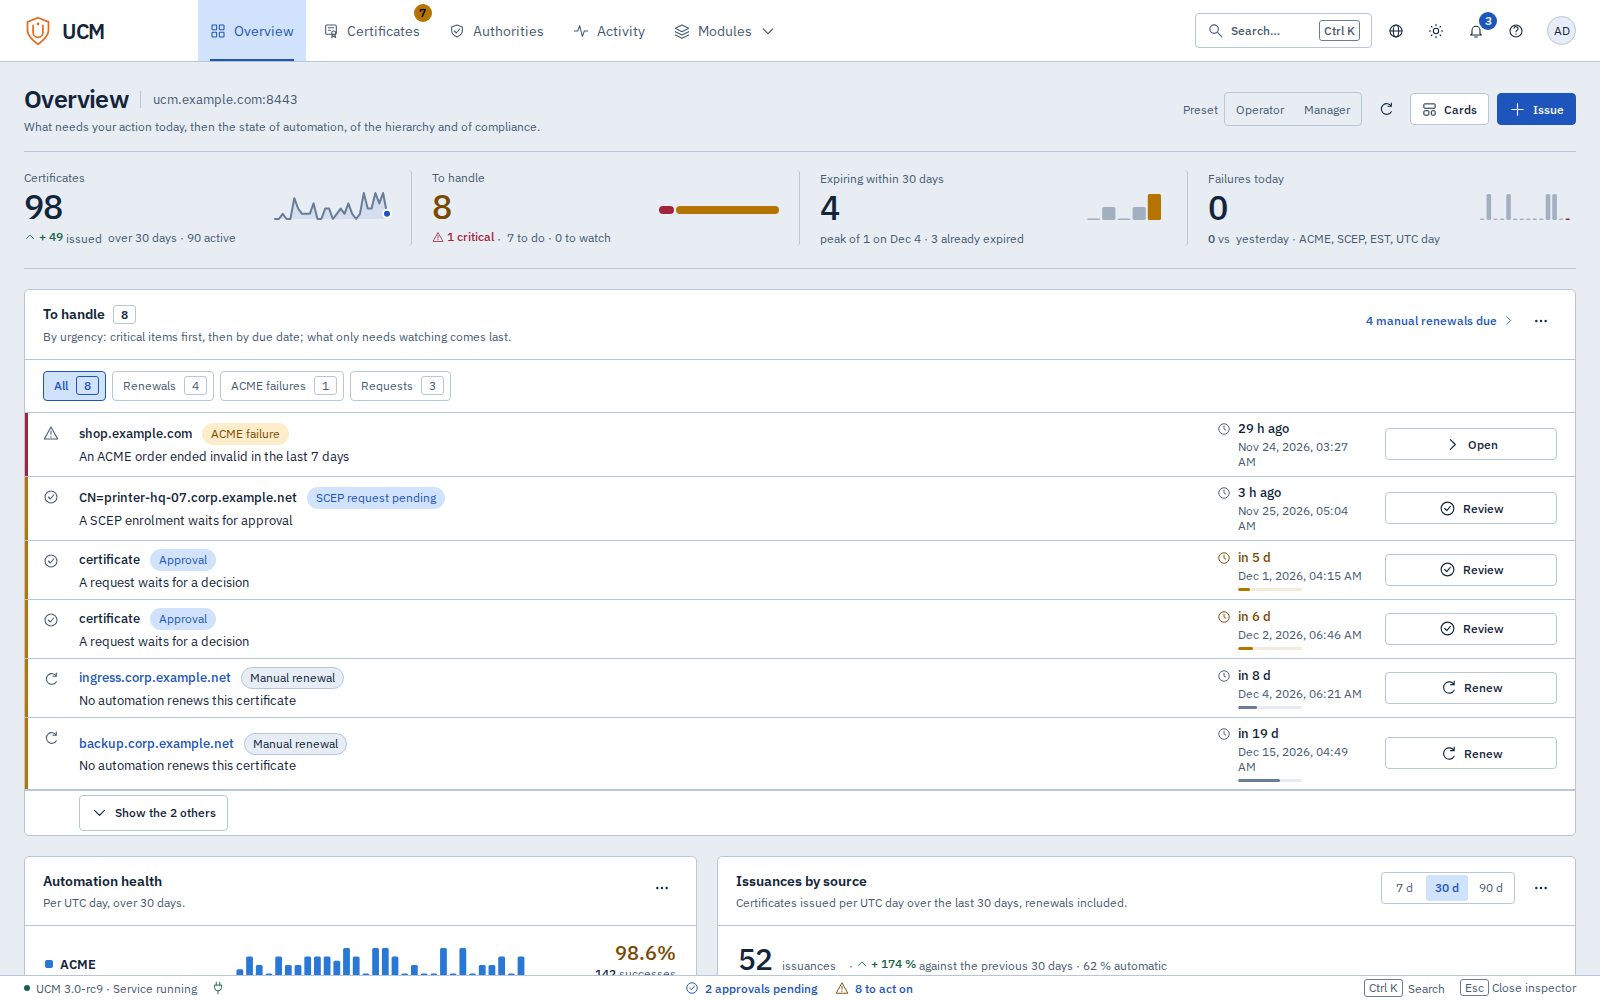 UCM
Overview
Certificates
7
Authorities
Activity
Modules
Search...
Ctrl K
3
AD
Overview
ucm.example.com:8443
What needs your action today, then the state of automation, of the hierarchy and of compliance.
Preset
Operator
Manager
Cards
Issue
Certificates
98
+ 49 issued over 30 days · 90 active
To handle
8
1 critical · 7 to do · 0 to watch
Expiring within 30 days
4
peak of 1 on Dec 4 · 3 already expired
Failures today
0
0 vs yesterday · ACME, SCEP, EST, UTC day
To handle 8
By urgency: critical items first, then by due date; what only needs watching comes last.
4 manual renewals due
All 8
Renewals 4
ACME failures 1
Requests 3
shop.example.com ACME failure
An ACME order ended invalid in the last 7 days
29 h ago
Nov 24, 2026, 03:27
AM
Open
CN=printer-hq-07.corp.example.net SCEP request pending
A SCEP enrolment waits for approval
3 h ago
Nov 25, 2026, 05:04
AM
Review
certificate Approval
A request waits for a decision
in 5 d
Dec 1, 2026, 04:15 AM
Review
certificate Approval
A request waits for a decision
in 6 d
Dec 2, 2026, 06:46 AM
Review
ingress.corp.example.net Manual renewal
No automation renews this certificate
in 8 d
Dec 4, 2026, 06:21 AM
Renew
backup.corp.example.net Manual renewal
No automation renews this certificate
in 19 d
Dec 15, 2026, 04:49
AM
Renew
Show the 2 others
Automation health
Per UTC day, over 30 days.
ACME
98.6%
142 successes
Issuances by source
Certificates issued per UTC day over the last 30 days, renewals included.
7 d
30 d
90 d
52 issuances · + 174 % against the previous 30 days · 62 % automatic
UCM 3.0-rc9 · Service running
2 approvals pending
8 to act on
Ctrl K Search
Esc Close inspector